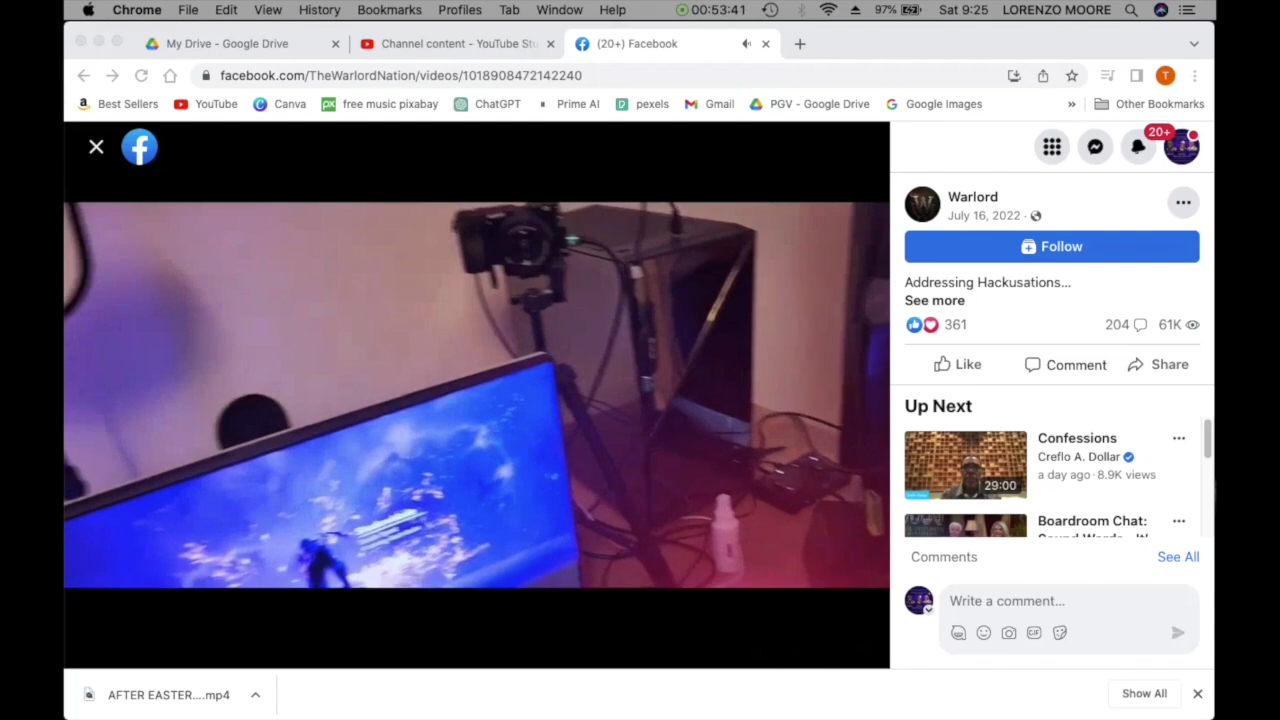 Chrome File Edit View History Bookmarks Profiles Tab Window Help 00:53:41 97% Sat 9:25 LORENZO MOORE
My Drive - Google Drive Channel content - YouTube Stu (20+) Facebook
facebook.com/TheWarlordNation/videos/1018908472142240 T
Best Sellers YouTube Canva free music pixabay ChatGPT Prime AI pexels Gmail PGV - Google Drive Google Images » Other Bookmarks
20+
Warlord
July 16, 2022 ·
Follow
Addressing Hackusations...
See more
361 204 61K
Like Comment Share
Up Next
Confessions
Creflo A. Dollar
a day ago · 8.9K views
29:00
Boardroom Chat:
Comments See All
Write a comment...
GIF
AFTER EASTER....mp4 Show All